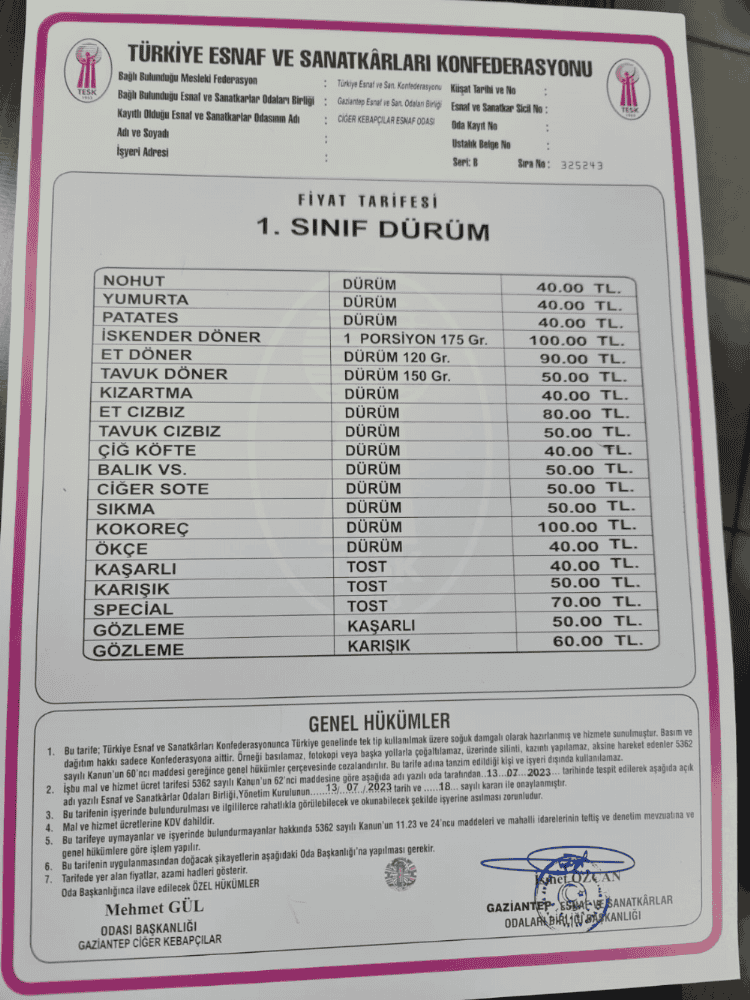 TÜRKİYE ESNAF VE SANATKÂRLARI KONFEDERASYONU
TESK
TESK
Bağlı Bulunduğu Mesleki Federasyon : Türkiye Esnaf ve San. Konfederasyonu
Bağlı Bulunduğu Esnaf ve Sanatkarlar Odaları Birliği : Gaziantep Esnaf ve San. Odaları Birliği
Kayıtlı Olduğu Esnaf ve Sanatkarlar Odasının Adı : CİĞER KEBAPÇILAR ESNAF ODASI
Adı ve Soyadı :
İşyeri Adresi :
Küşat Tarihi ve No :
Esnaf ve Sanatkar Sicil No :
Oda Kayıt No :
Ustalık Belge No :
Seri: B Sıra No : 325243
FİYAT TARİFESİ
1. SINIF DÜRÜM
NOHUT DÜRÜM 40.00 TL.
YUMURTA DÜRÜM 40.00 TL.
PATATES DÜRÜM 40.00 TL.
İSKENDER DÖNER 1 PORSİYON 175 Gr. 100.00 TL.
ET DÖNER DÜRÜM 120 Gr. 90.00 TL.
TAVUK DÖNER DÜRÜM 150 Gr. 50.00 TL.
KIZARTMA DÜRÜM 40.00 TL.
ET CIZBIZ DÜRÜM 80.00 TL.
TAVUK CIZBIZ DÜRÜM 50.00 TL.
ÇİĞ KÖFTE DÜRÜM 40.00 TL.
BALIK VS. DÜRÜM 50.00 TL.
CİĞER SOTE DÜRÜM 50.00 TL.
SIKMA DÜRÜM 50.00 TL.
KOKOREÇ DÜRÜM 100.00 TL.
ÖKÇE DÜRÜM 40.00 TL.
KAŞARLI TOST 40.00 TL.
KARIŞIK TOST 50.00 TL.
SPECİAL TOST 70.00 TL.
GÖZLEME KAŞARLI 50.00 TL.
GÖZLEME KARIŞIK 60.00 TL.
GENEL HÜKÜMLER
1. Bu tarife; Türkiye Esnaf ve Sanatkârları Konfederasyonunca Türkiye genelinde tek tip kullanılmak üzere soğuk damgalı olarak hazırlanmış ve hizmete sunulmuştur. Basım ve
dağıtım hakkı sadece Konfederasyona aittir. Örneği basılamaz, fotokopi veya başka yollarla çoğaltılamaz, üzerinde silinti, kazıntı yapılamaz, aksine hareket edenler 5362
sayılı Kanun'un 60'ncı maddesi gereğince genel hükümler çerçevesinde cezalandırılır. Bu tarife adına tanzim edildiği kişi ve işyeri dışında kullanılamaz.
2. İşbu mal ve hizmet ücret tarifesi 5362 sayılı Kanun'un 62'nci maddesine göre aşağıda adı yazılı oda tarafından..13...07...2023... tarihinde tespit edilerek aşağıda açık
adı yazılı Esnaf ve Sanatkarlar Odaları Birliği,Yönetim Kurulunun.....13/ 07 / 2023 tarih ve .....18... sayılı kararı ile onaylanmıştır.
3. Bu tarifenin işyerinde bulundurulması ve ilgililerce rahatlıkla görülebilecek ve okunabilecek şekilde işyerine asılması zorunludur.
4. Mal ve hizmet ücretlerine KDV dahildir.
5. Bu tarifeye uymayanlar ve işyerinde bulundurmayanlar hakkında 5362 sayılı Kanun'un 11.23 ve 24'ncu maddeleri ve mahalli idarelerinin teftiş ve denetim mevzuatına ve
genel hükümlere göre işlem yapılır.
6. Bu tarifenin uygulanmasından doğacak şikayetlerin aşağıdaki Oda Başkanlığı'na yapılması gerekir.
7. Tarifede yer alan fiyatlar, azami hadleri gösterir.
Oda Başkanlığınca ilave edilecek ÖZEL HÜKÜMLER
Mehmet GÜL
ODASI BAŞKANLIĞI
GAZİANTEP CİĞER KEBAPÇILAR
ÖZCAN
GAZİANTEP ESNAF VE SANATKÂRLAR
ODALARI BİRLİĞİ BAŞKANLIĞI